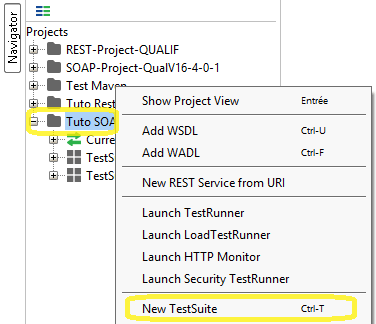 Navigator
Projects
REST-Project-QUALIF
SOAP-Project-QualV16-4-0-1
Test Maven
Tuto Rest
Tuto SOA
Curre
TestS
TestS
Show Project View Entrée
Add WSDL Ctrl-U
Add WADL Ctrl-F
New REST Service from URI
Launch TestRunner
Launch LoadTestRunner
Launch HTTP Monitor
Launch Security TestRunner
New TestSuite Ctrl-T